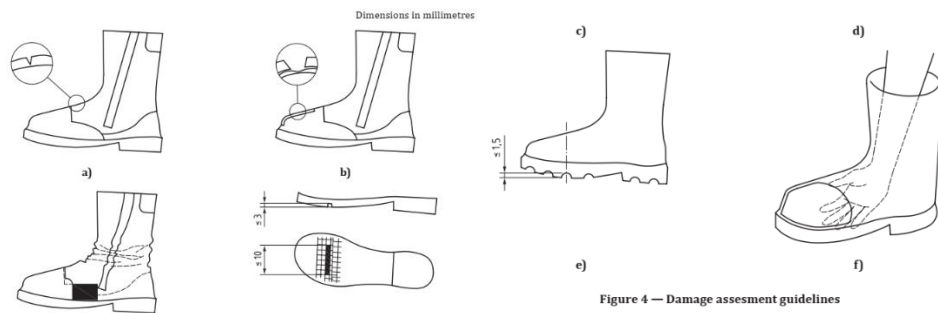 Dimensions in millimetres
a)
b)
≤ 3
≤ 10
c)
d)
≤ 1,5
e)
f)
Figure 4 — Damage assesment guidelines